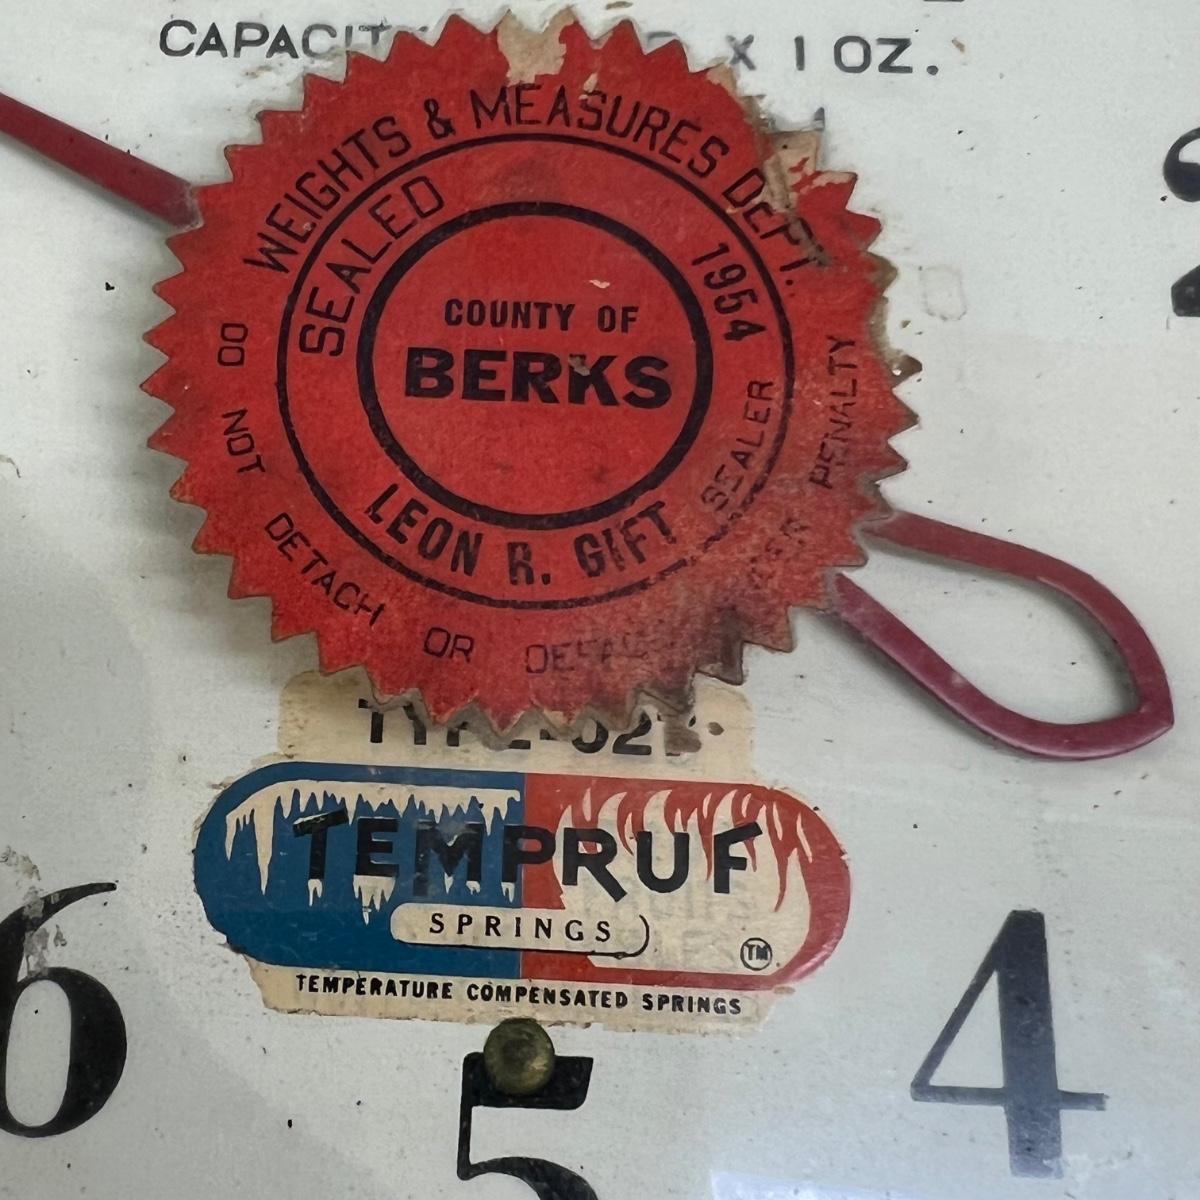 X 1 OZ.
WEIGHTS & MEASURES DEPT.
SEALED 1954
COUNTY OF
BERKS
LEON R. GIFT SEALER
DO NOT DETACH OR PENALTY
TEMPRUF
SPRINGS
TM
TEMPERATURE COMPENSATED SPRINGS
2
6
5
4